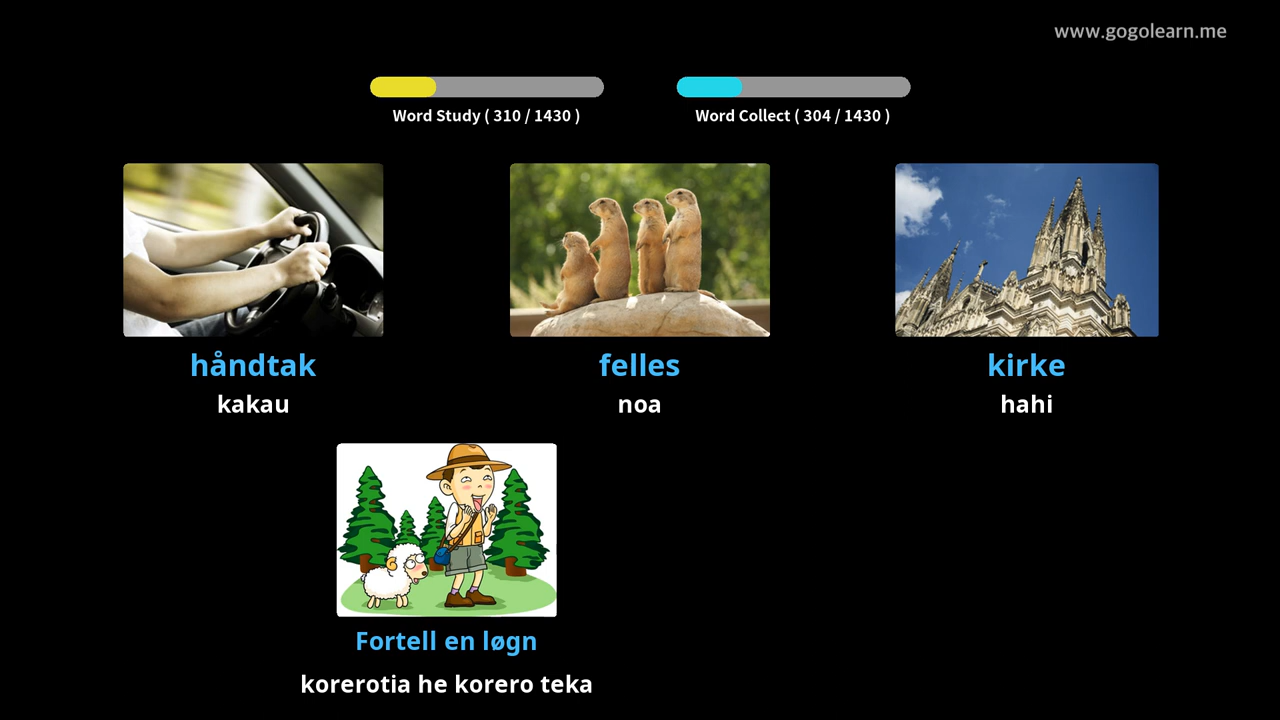 www.gogolearn.me
Word Study ( 310 / 1430 )
Word Collect ( 304 / 1430 )
håndtak
kakau
felles
noa
kirke
hahi
Fortell en løgn
korerotia he korero teka